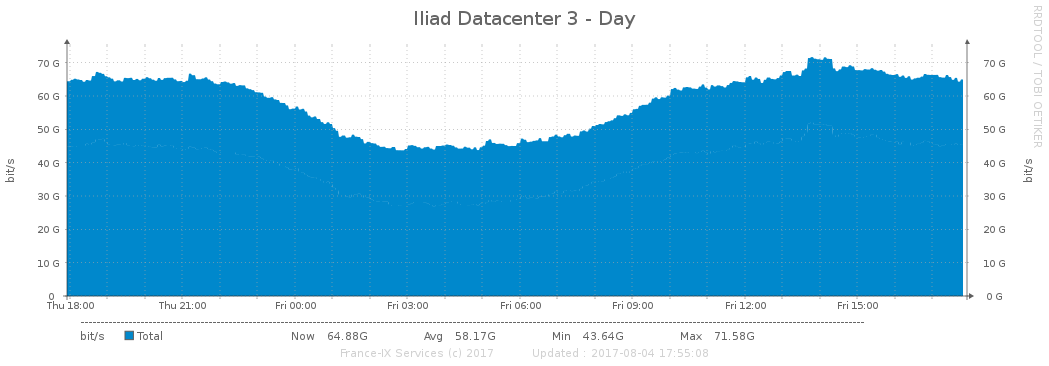 Iliad Datacenter 3 - Day
RRDTOOL / TOBI OETIKER
70 G
70 G
60 G
60 G
50 G
50 G
40 G
40 G
30 G
30 G
20 G
20 G
10 G
10 G
0
0 G
bit/s
bit/s
Thu 18:00 Thu 21:00 Fri 00:00 Fri 03:00 Fri 06:00 Fri 09:00 Fri 12:00 Fri 15:00
bit/s Total Now 64.88G Avg 58.17G Min 43.64G Max 71.58G
France-IX Services (c) 2017 Updated : 2017-08-04 17:55:08